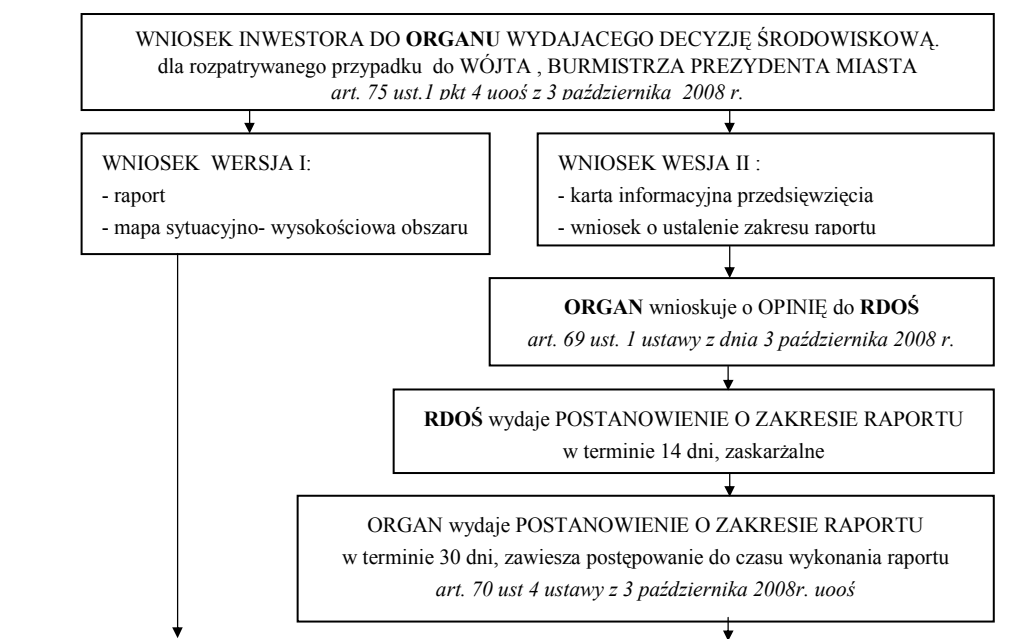 WNIOSEK INWESTORA DO ORGANU WYDAJACEGO DECYZJĘ ŚRODOWISKOWĄ.
dla rozpatrywanego przypadku do WÓJTA , BURMISTRZA PREZYDENTA MIASTA
art. 75 ust.1 pkt 4 uooś z 3 października 2008 r.
WNIOSEK WERSJA I:
- raport
- mapa sytuacyjno- wysokościowa obszaru
WNIOSEK WESJA II :
- karta informacyjna przedsięwzięcia
- wniosek o ustalenie zakresu raportu
ORGAN wnioskuje o OPINIĘ do RDOŚ
art. 69 ust. 1 ustawy z dnia 3 października 2008 r.
RDOŚ wydaje POSTANOWIENIE O ZAKRESIE RAPORTU
w terminie 14 dni, zaskarżalne
ORGAN wydaje POSTANOWIENIE O ZAKRESIE RAPORTU
w terminie 30 dni, zawiesza postępowanie do czasu wykonania raportu
art. 70 ust 4 ustawy z 3 października 2008r. uooś